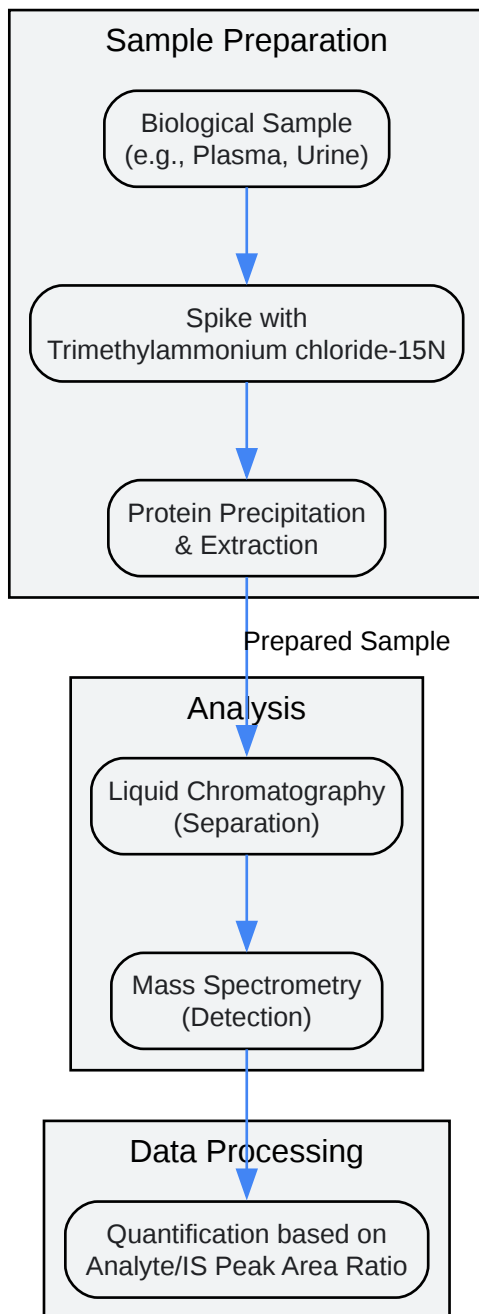 Sample Preparation
Biological Sample
(e.g., Plasma, Urine)
Spike with
Trimethylammonium chloride-15N
Protein Precipitation
& Extraction
Prepared Sample
Analysis
Liquid Chromatography
(Separation)
Mass Spectrometry
(Detection)
Data Processing
Quantification based on
Analyte/IS Peak Area Ratio